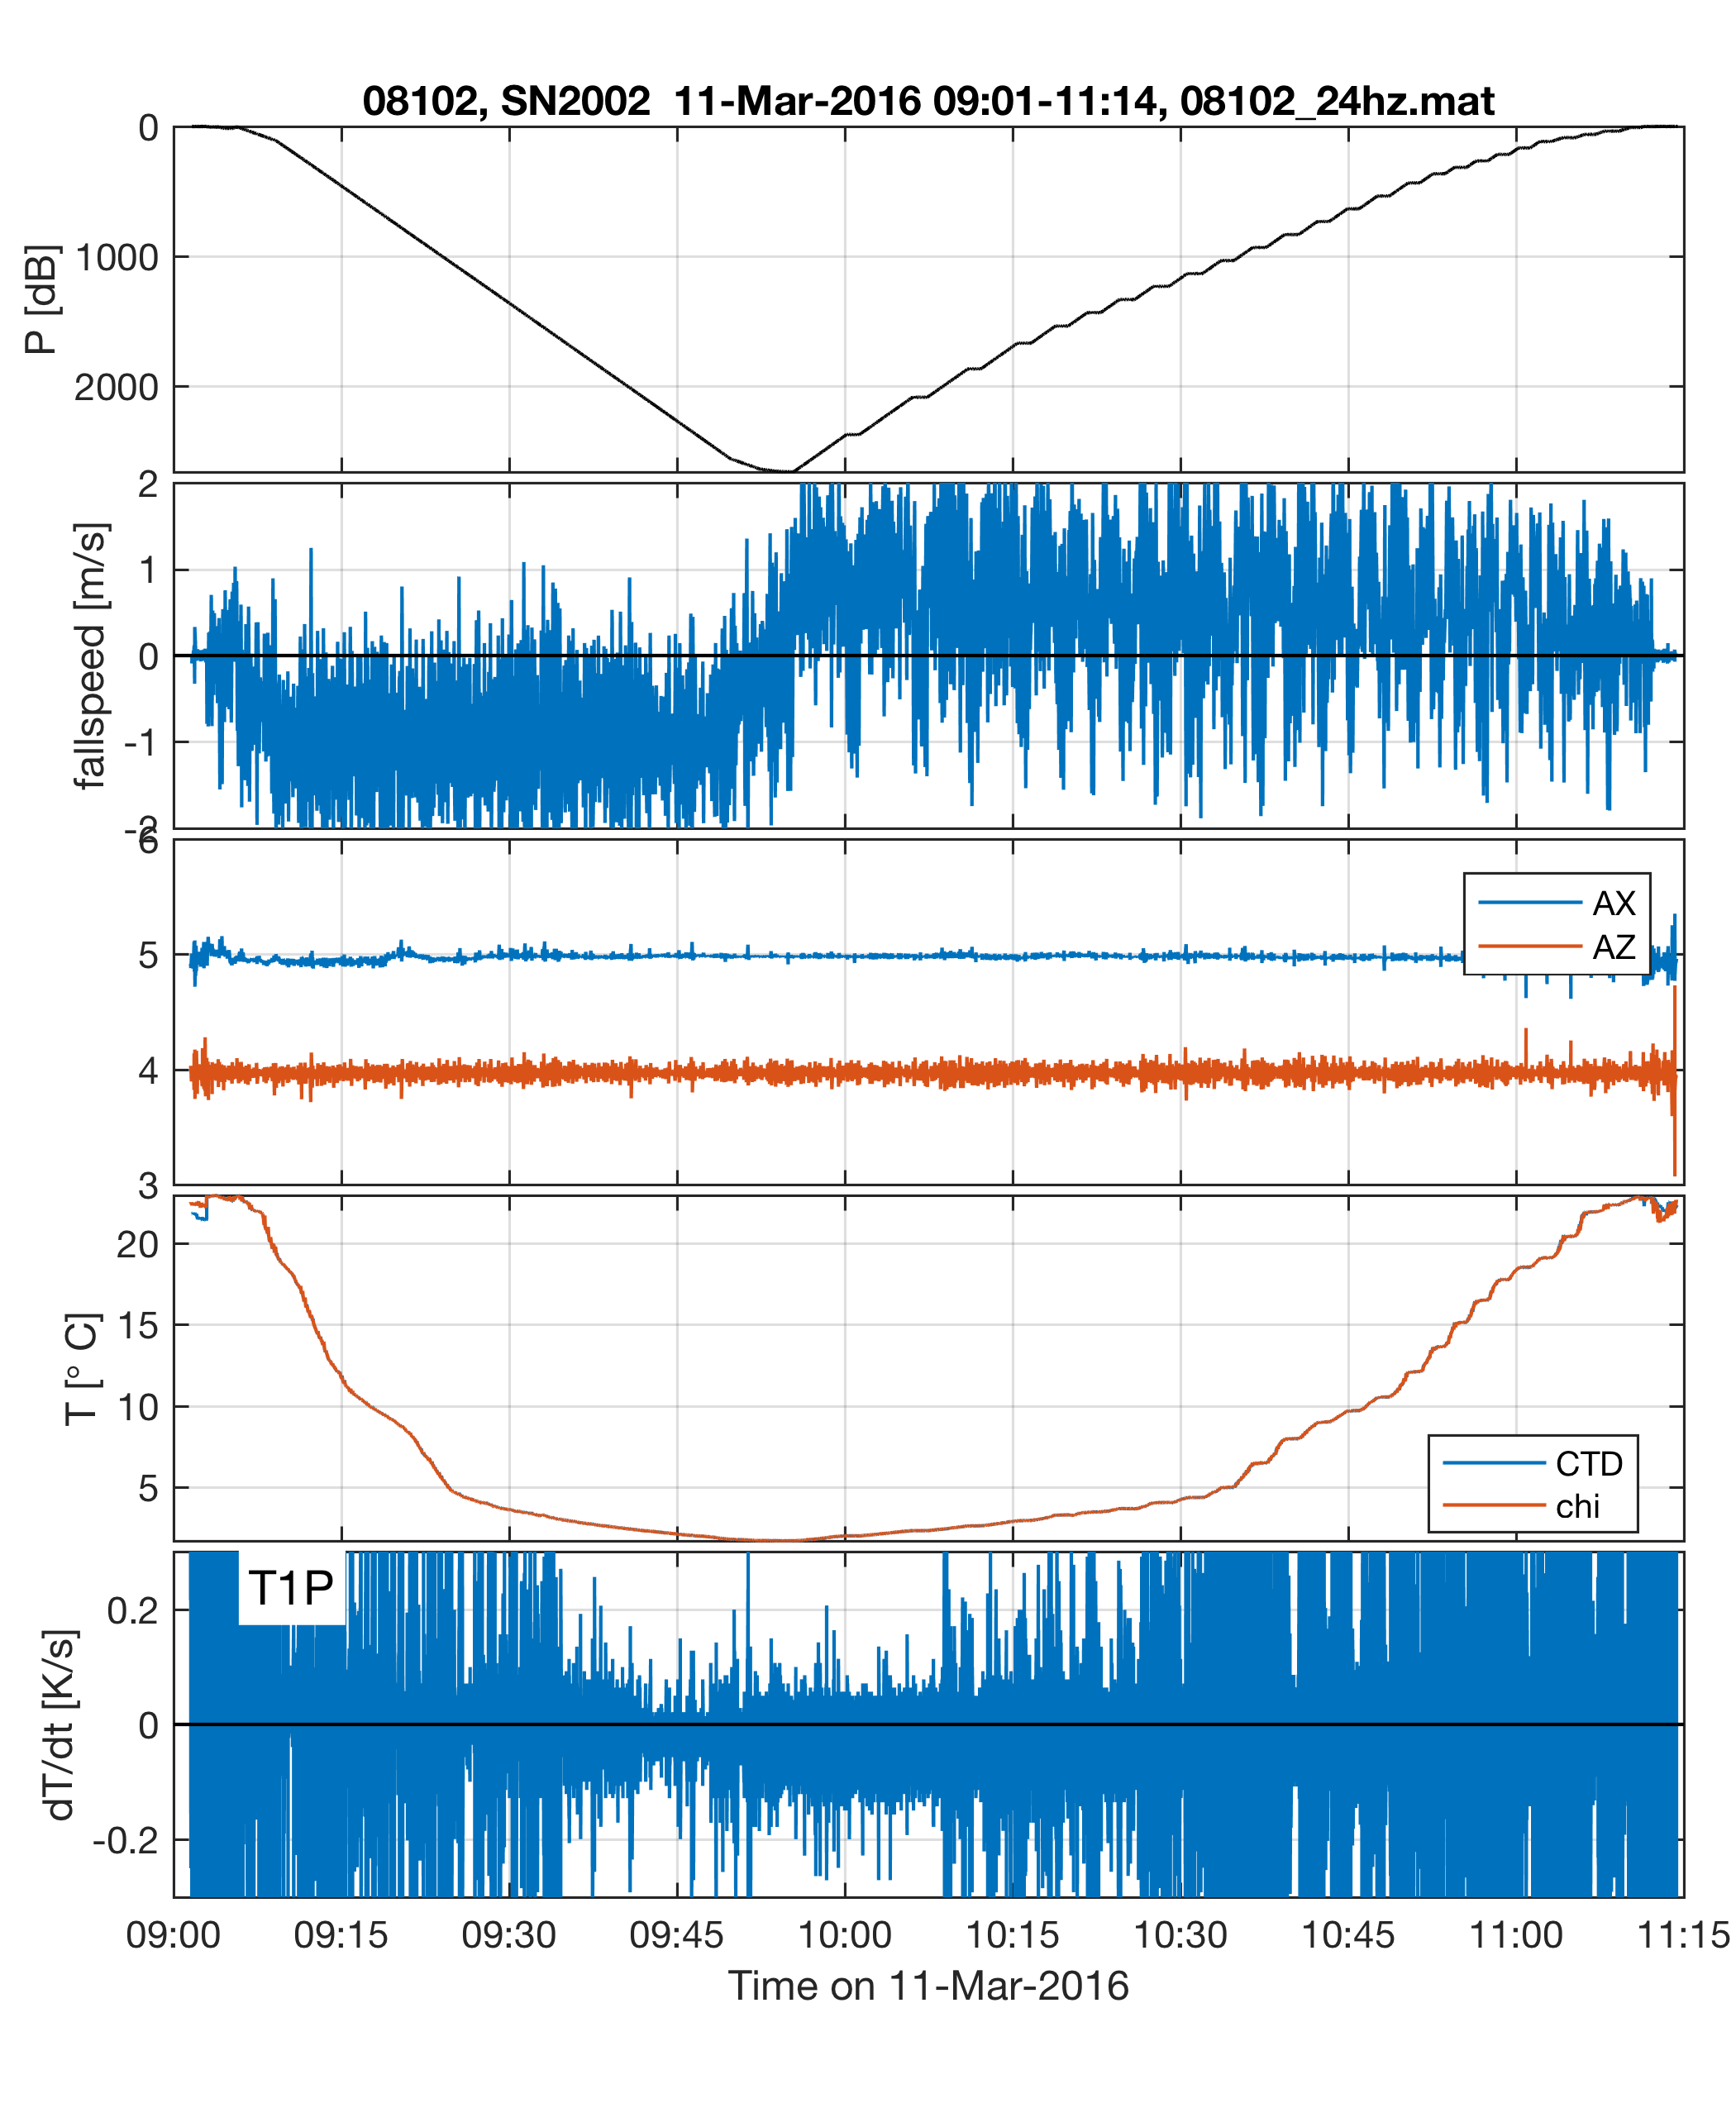 08102, SN2002  11-Mar-2016 09:01-11:14, 08102_24hz.mat
0
1000
2000
P [dB]
2
1
0
-1
-2
fallspeed [m/s]
6
5
4
3
AX
AZ
20
15
10
5
T [° C]
CTD
chi
T1P
0.2
0
-0.2
dT/dt [K/s]
09:00 09:15 09:30 09:45 10:00 10:15 10:30 10:45 11:00 11:15
Time on 11-Mar-2016